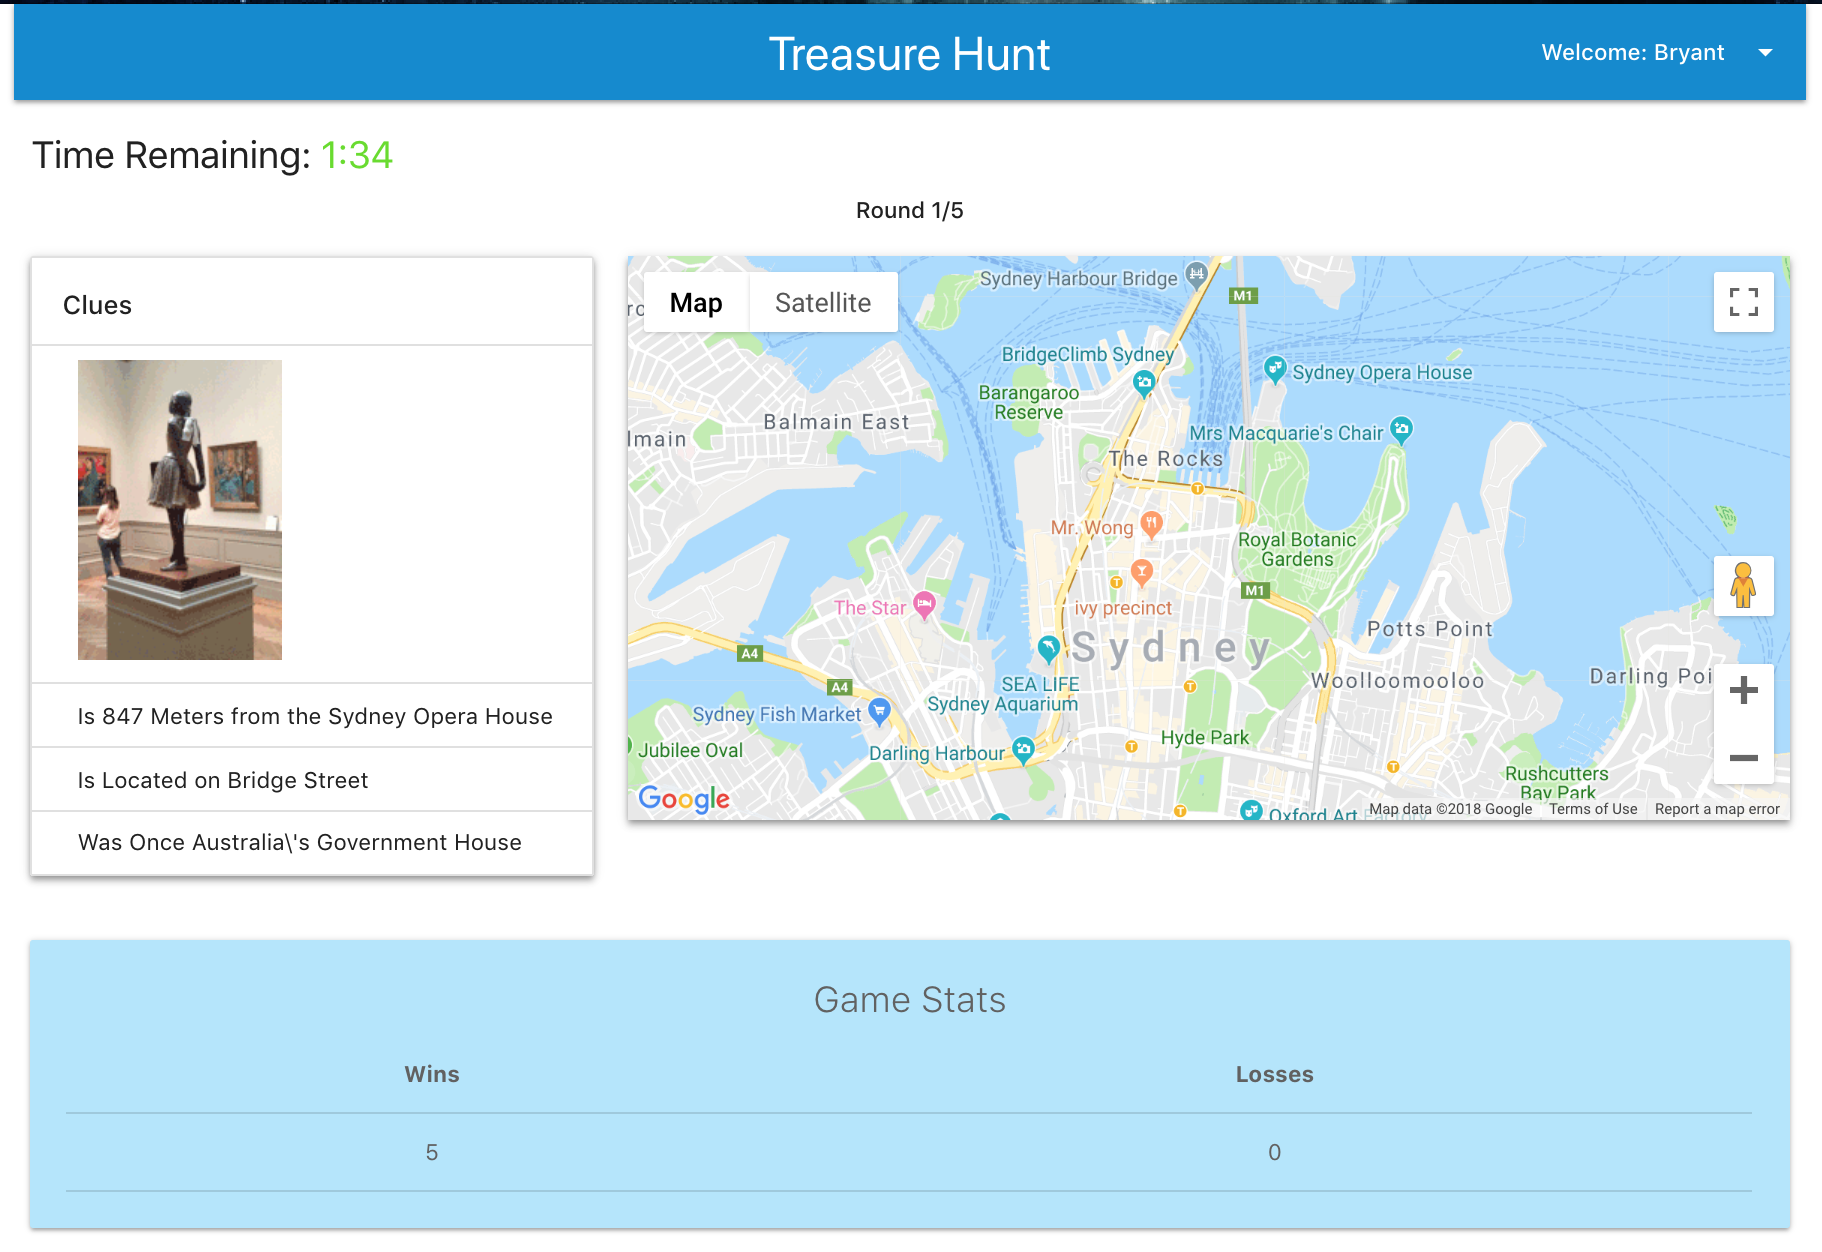 Treasure Hunt
Welcome: Bryant
Time Remaining: 1:34
Round 1/5
Clues
Is 847 Meters from the Sydney Opera House
Is Located on Bridge Street
Was Once Australia\'s Government House
Map
Satellite
Sydney Harbour Bridge
M1
BridgeClimb Sydney
Sydney Opera House
Barangaroo
Reserve
Balmain East
lmain
Mrs Macquarie's Chair
The Rocks
T
Mr. Wong
Royal Botanic
Gardens
T
M1
The Star
ivy precinct
Potts Point
Sydney
A4
Darling Poi
Woolloomooloo
SEA LIFE
Sydney Aquarium
A4
T
Sydney Fish Market
Hyde Park
Jubilee Oval
Darling Harbour
T
T
Rushcutters
Bay Park
Google
T
Oxford Art Factory
Map data ©2018 Google
Terms of Use
Report a map error
Game Stats
Wins
Losses
5
0